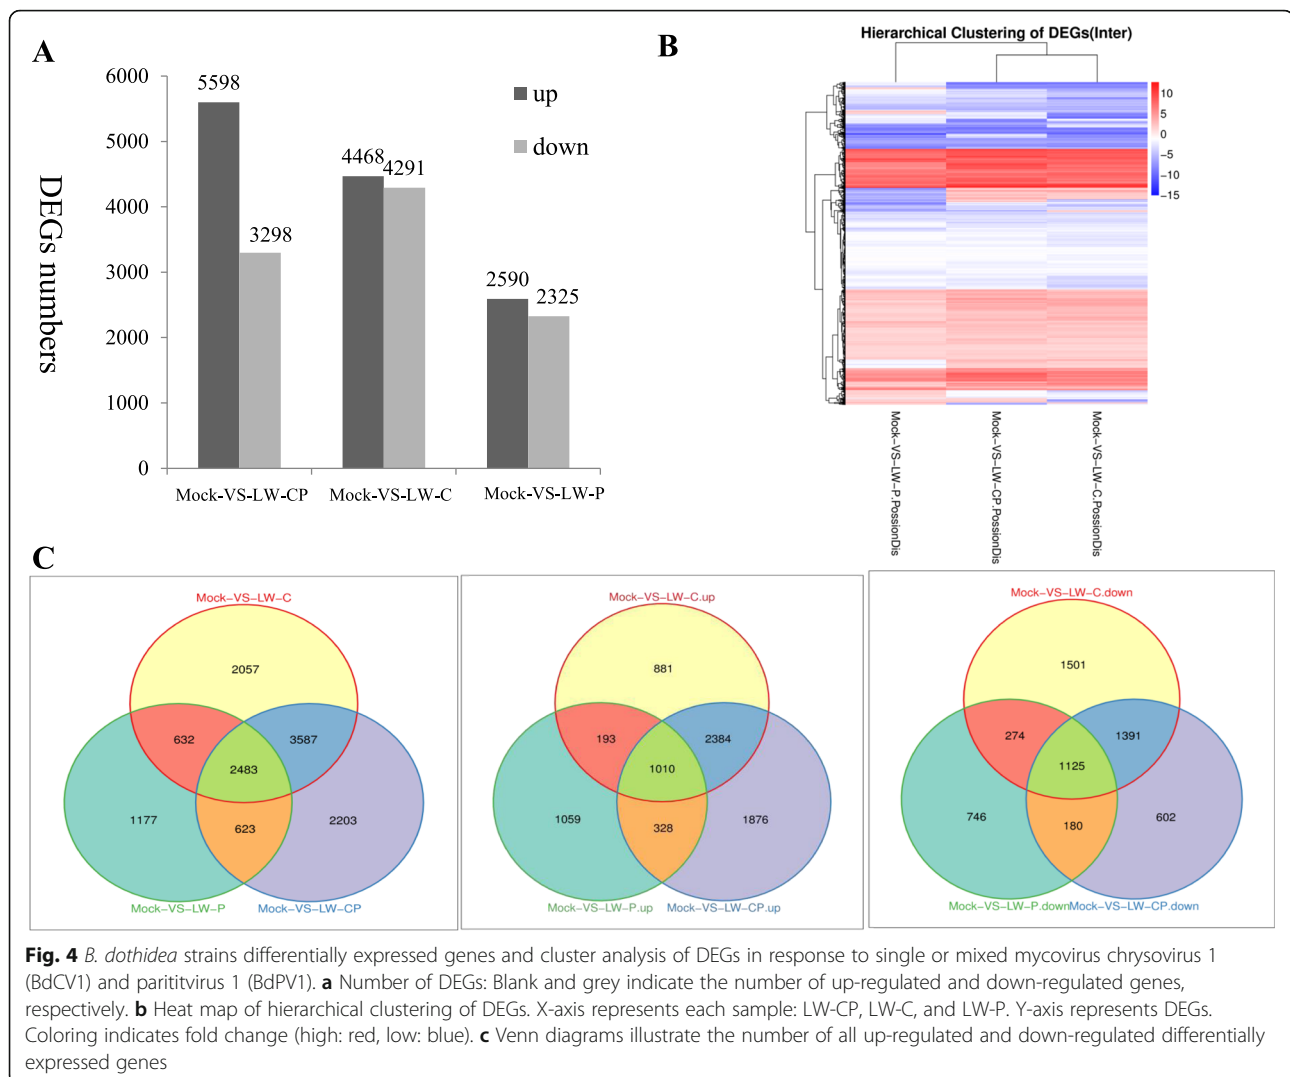 A
6000
5000
4000
3000
2000
1000
0
DEGs numbers
5598
3298
4468
4291
2590
2325
up
down
Mock-VS-LW-CP
Mock-VS-LW-C
Mock-VS-LW-P
B
Hierarchical Clustering of DEGs(Inter)
10
5
0
−5
−10
−15
Mock−VS−LW−P.PossionDis
Mock−VS−LW−CP.PossionDis
Mock−VS−LW−C.PossionDis
C
Mock−VS−LW−C
2057
632
3587
2483
1177
623
2203
Mock−VS−LW−P
Mock−VS−LW−CP
Mock−VS−LW−C.up
881
193
2384
1010
1059
328
1876
Mock−VS−LW−P.up
Mock−VS−LW−CP.up
Mock−VS−LW−C.down
1501
274
1391
1125
746
180
602
Mock−VS−LW−P.down
Mock−VS−LW−CP.down
Fig. 4 B. dothidea strains differentially expressed genes and cluster analysis of DEGs in response to single or mixed mycovirus chrysovirus 1
(BdCV1) and parititvirus 1 (BdPV1). a Number of DEGs: Blank and grey indicate the number of up-regulated and down-regulated genes,
respectively. b Heat map of hierarchical clustering of DEGs. X-axis represents each sample: LW-CP, LW-C, and LW-P. Y-axis represents DEGs.
Coloring indicates fold change (high: red, low: blue). c Venn diagrams illustrate the number of all up-regulated and down-regulated differentially
expressed genes